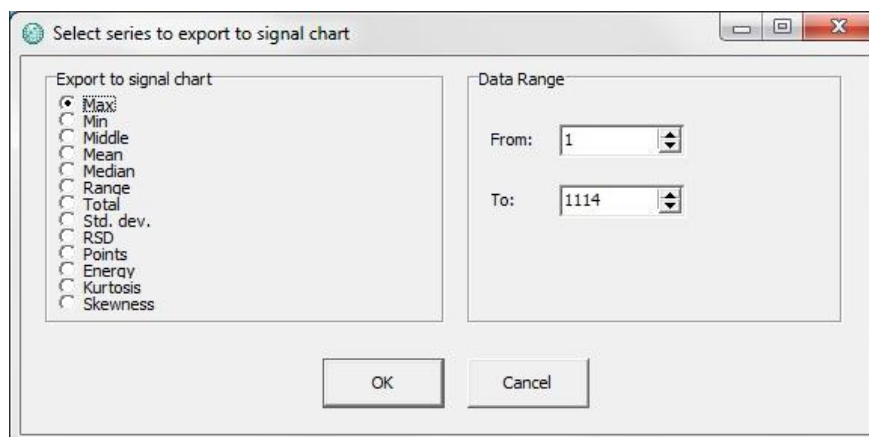 Select series to export to signal chart
Export to signal chart
Max
Min
Middle
Mean
Median
Range
Total
Std. dev.
RSD
Points
Energy
Kurtosis
Skewness
Data Range
From: 1
To: 1114
OK
Cancel